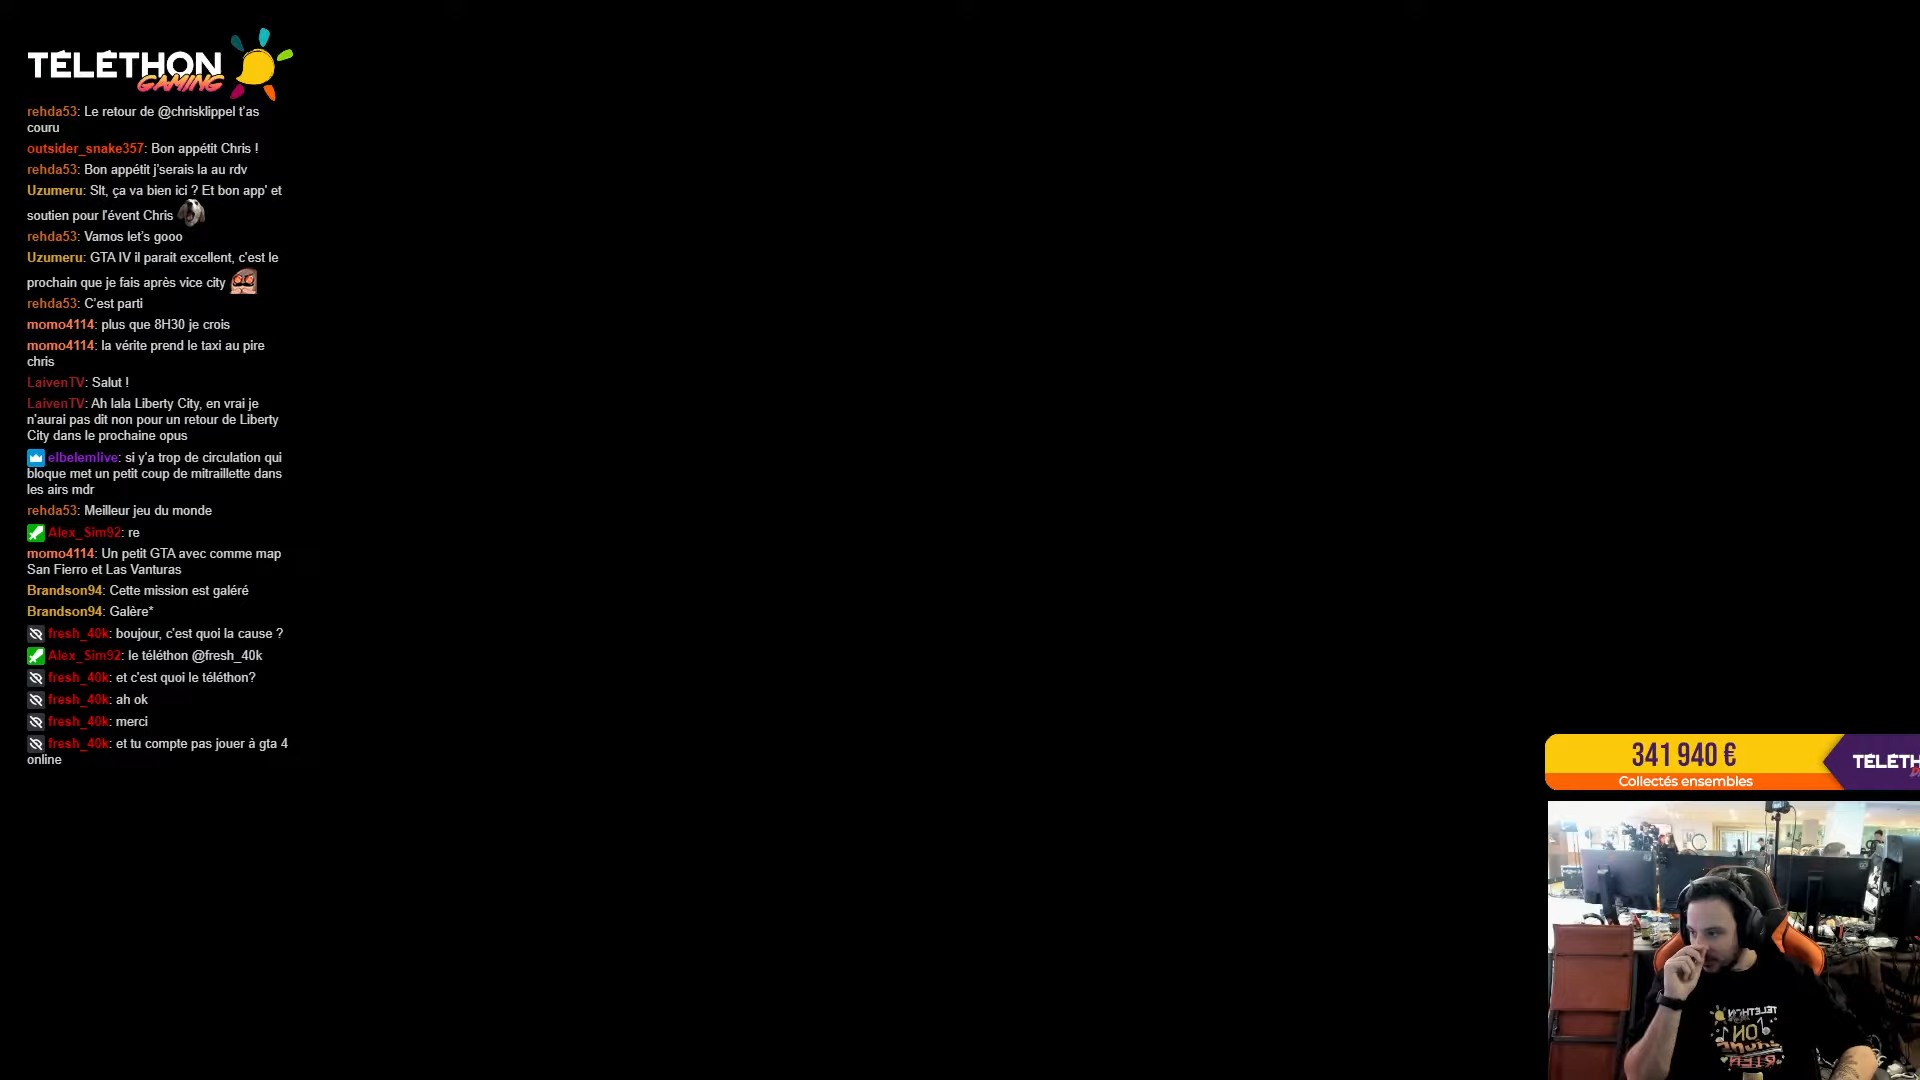 TÉLÉTHON
GAMING
rehda53: Le retour de @chrisklippel t'as
couru
outsider_snake357: Bon appétit Chris !
rehda53: Bon appétit j'serais la au rdv
Uzumeru: Slt, ça va bien ici ? Et bon app' et
soutien pour l'évent Chris
rehda53: Vamos let's gooo
Uzumeru: GTA IV il parait excellent, c'est le
prochain que je fais après vice city
rehda53: C'est parti
momo4114: plus que 8H30 je crois
momo4114: la vérite prend le taxi au pire
chris
LaivenTV: Salut !
LaivenTV: Ah lala Liberty City, en vrai je
n'aurai pas dit non pour un retour de Liberty
City dans le prochaine opus
elbelemlive: si y'a trop de circulation qui
bloque met un petit coup de mitraillette dans
les airs mdr
rehda53: Meilleur jeu du monde
Alex_Sim92: re
momo4114: Un petit GTA avec comme map
San Fierro et Las Vanturas
Brandson94: Cette mission est galéré
Brandson94: Galère*
fresh_40k: boujour, c'est quoi la cause ?
Alex_Sim92: le téléthon @fresh_40k
fresh_40k: et c'est quoi le téléthon?
fresh_40k: ah ok
fresh_40k: merci
fresh_40k: et tu compte pas jouer à gta 4
online
341 940 €
Collectés ensembles
TÉLÉTH
TELETHON